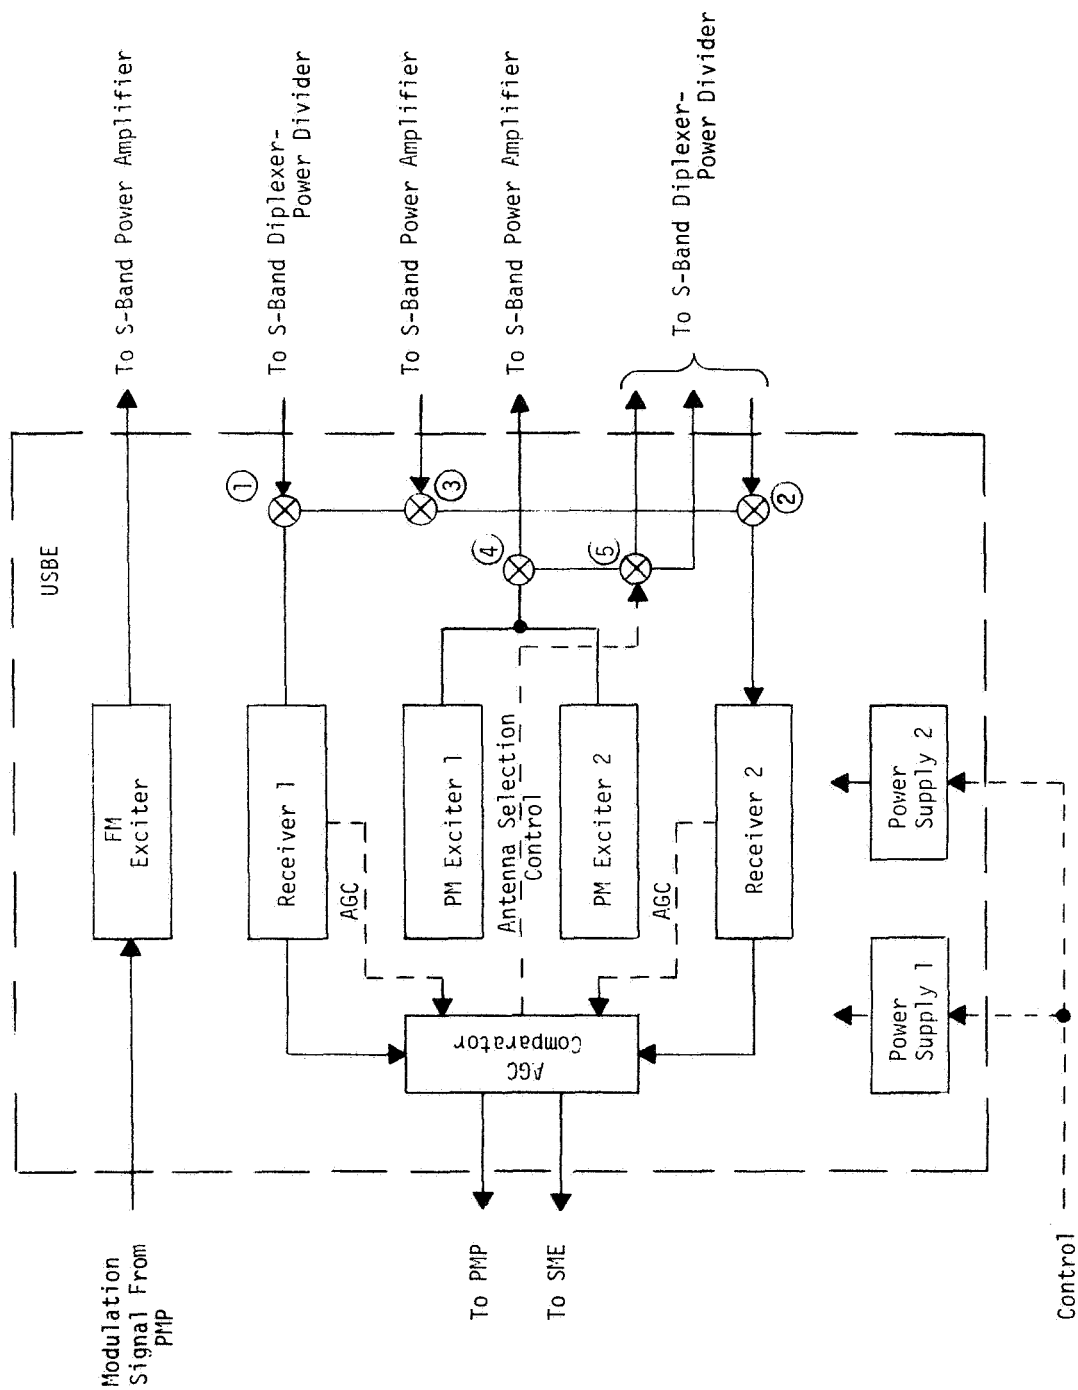 USBE
Modulation
Signal From
PMP
FM
Exciter
To S-Band Power Amplifier
Receiver 1
AGC
1
To S-Band Diplexer-
Power Divider
PM Exciter 1
3
To S-Band Power Amplifier
Antenna Selection
Control
4
To S-Band Power Amplifier
PM Exciter 2
5
AGC
To S-Band Diplexer-
Power Divider
Receiver 2
2
AGC
Comparator
To PMP
To SME
Power
Supply 1
Power
Supply 2
Control